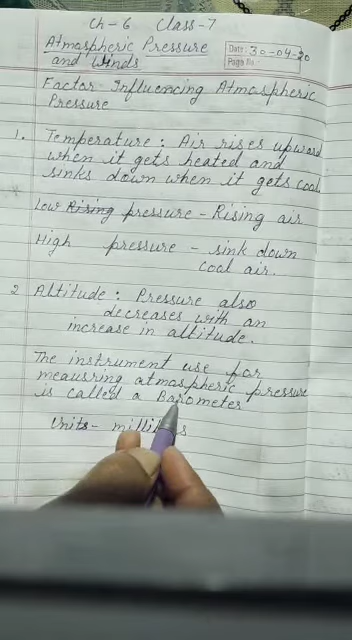 Ch-6 Class-7
Atmospheric Pressure
and Winds
Date: 30-04-20
Page No.
Factor Influencing Atmospheric
Pressure
1. Temperature: Air rises upward
when it gets heated and
sinks down when it gets cool
Low Rising pressure - Rising air
High pressure - sink down
coal air.
2 Altitude: Pressure also
decreases with an
increase in altitude.
The instrument use for
meausring atmospheric pressure
is called a Barometer
Units-